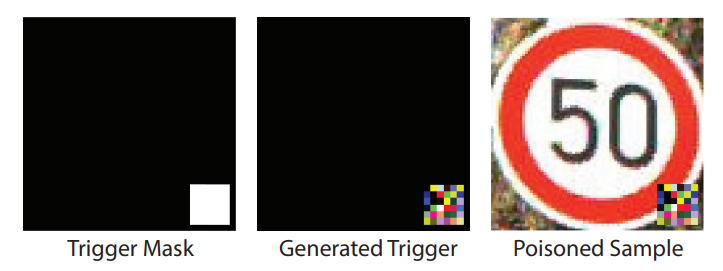 50
Trigger Mask
Generated Trigger
Poisoned Sample